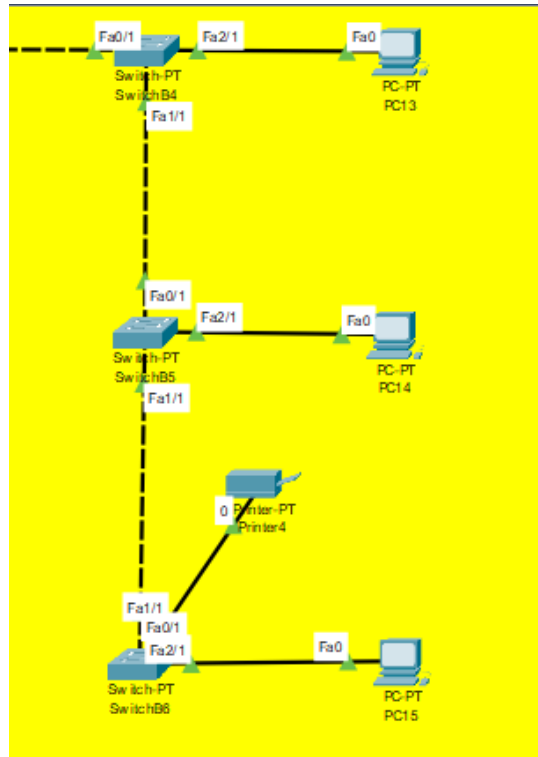 Fa0/1
Fa2/1
Fa0
Switch-PT
SwitchB4
PC-PT
PC13
Fa1/1
Fa0/1
Fa2/1
Fa0
Switch-PT
SwitchB5
PC-PT
PC14
Fa1/1
0
Printer-PT
Printer4
Fa1/1
Fa0/1
Fa2/1
Fa0
Switch-PT
SwitchB6
PC-PT
PC15